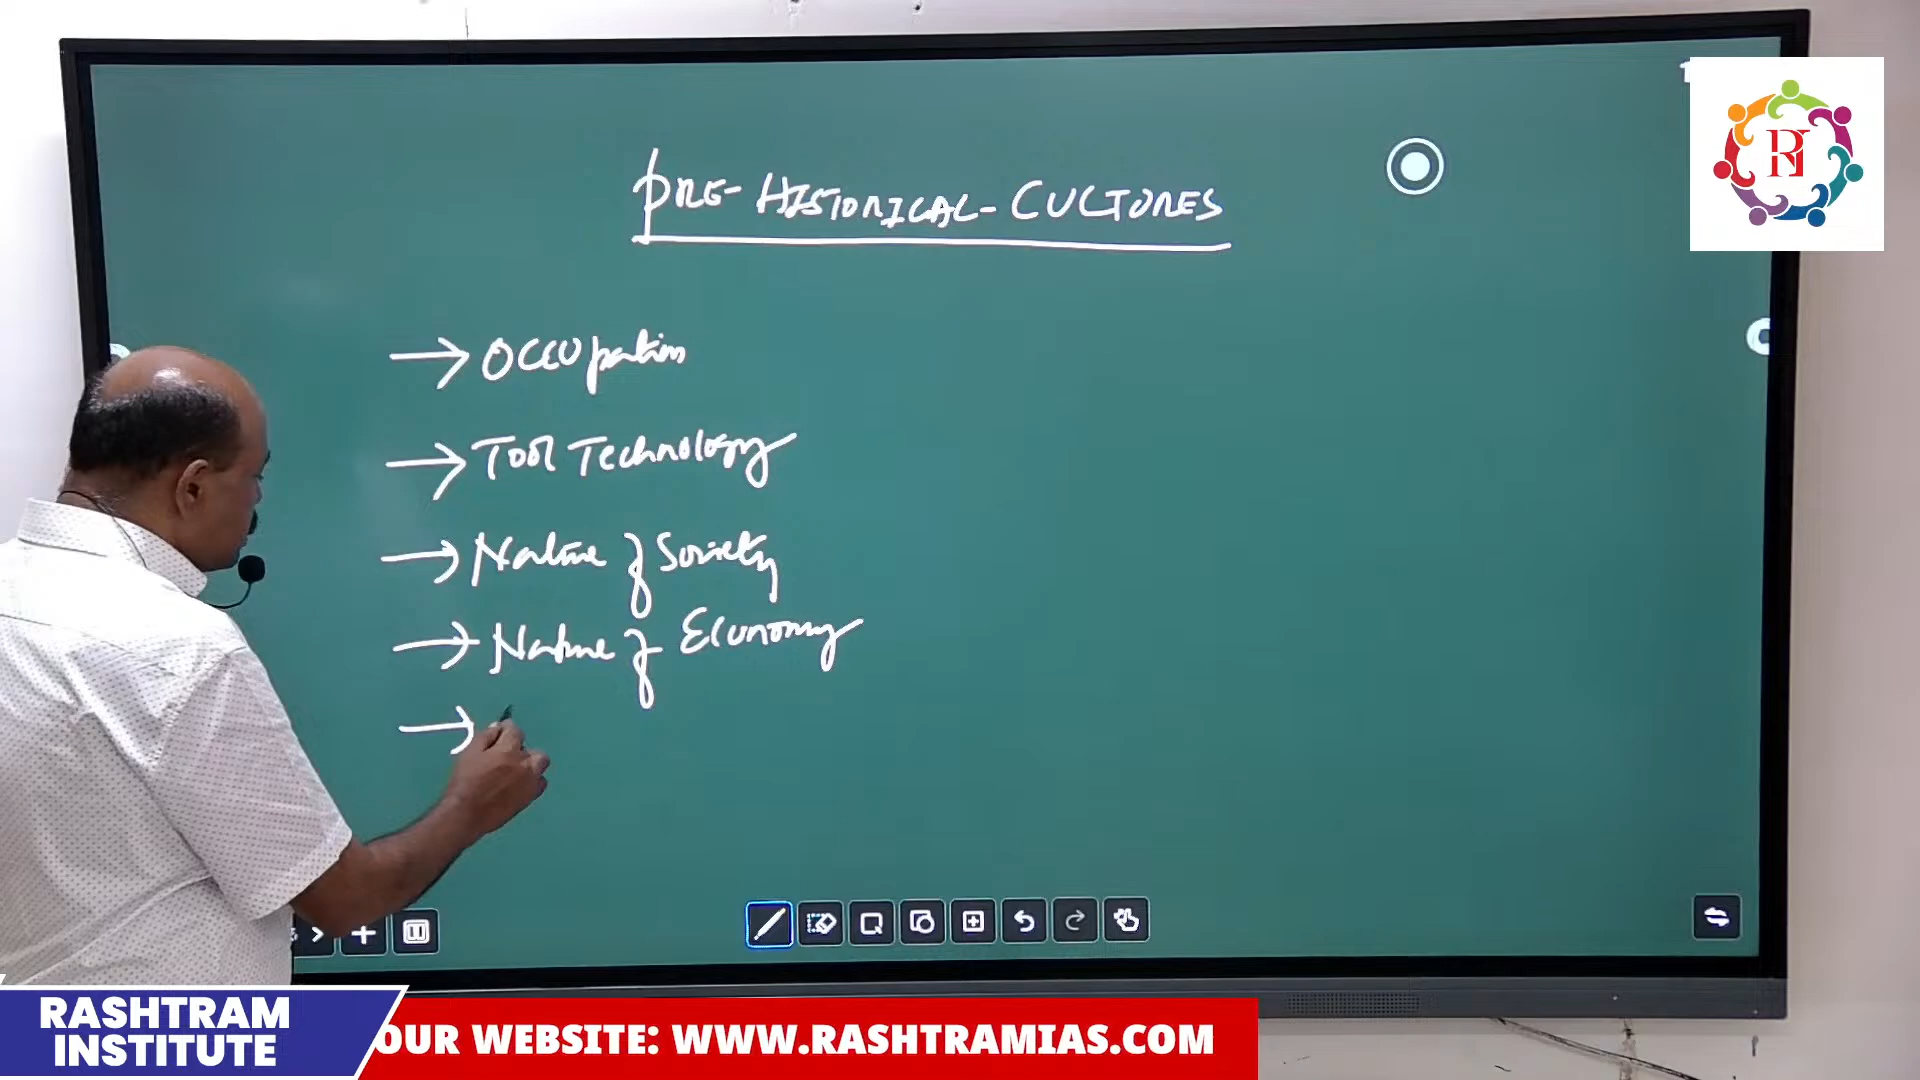 PRE-HISTORICAL-CULTURES
→ Occupation
→ Tool Technology
→ Nature of Society
→ Nature of Economy
→
RI
RASHTRAM
INSTITUTE
OUR WEBSITE: WWW.RASHTRAMIAS.COM